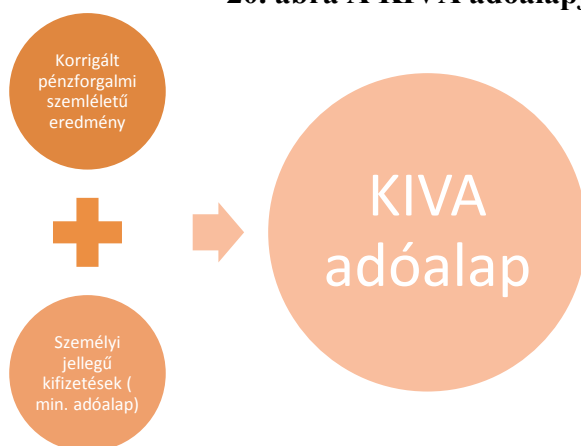 Korrigált
pénzforgalmi
szemléletű
eredmény
KIVA
adóalap
Személyi
jellegű
kifizetések (
min. adóalap)